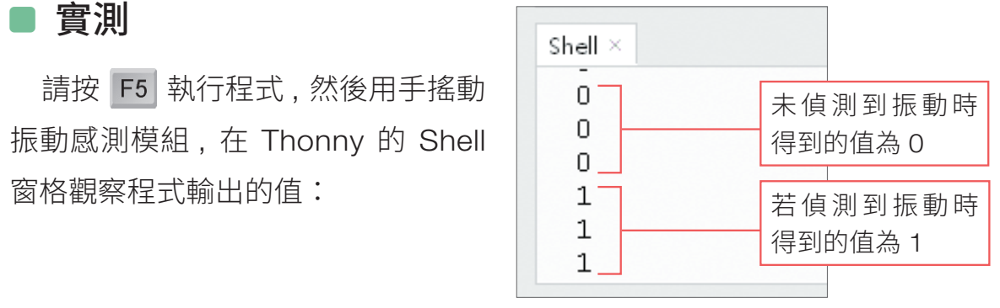 實測
請按 F5 執行程式 , 然後用手搖動
振動感測模組 , 在 Thonny 的 Shell
窗格觀察程式輸出的值：
Shell ×
0
0
0
1
1
1
未偵測到振動時
得到的值為 0
若偵測到振動時
得到的值為 1